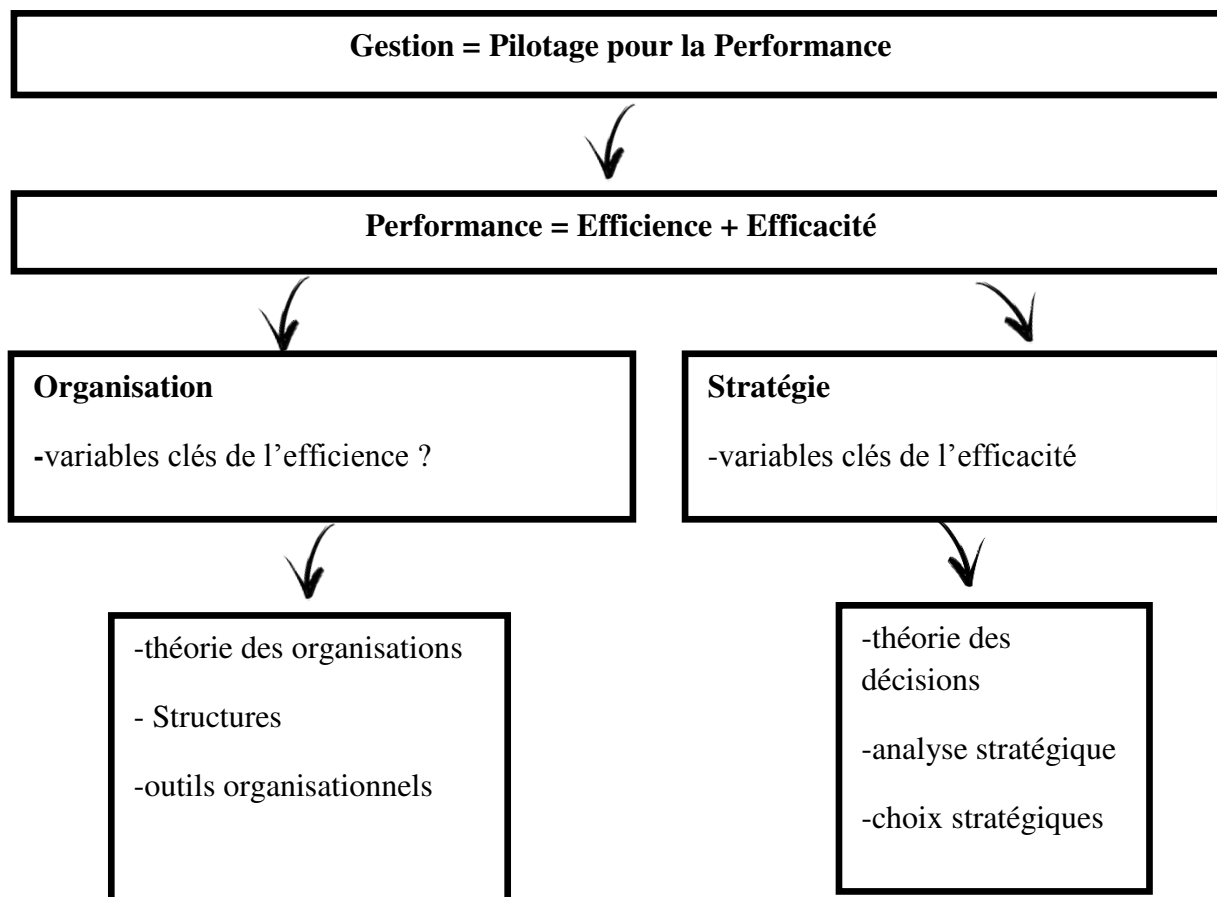 Gestion = Pilotage pour la Performance
Performance = Efficience + Efficacité
Organisation
-variables clés de l’efficience ?
Stratégie
-variables clés de l’efficacité
-théorie des organisations
- Structures
-outils organisationnels
-théorie des
décisions
-analyse stratégique
-choix stratégiques